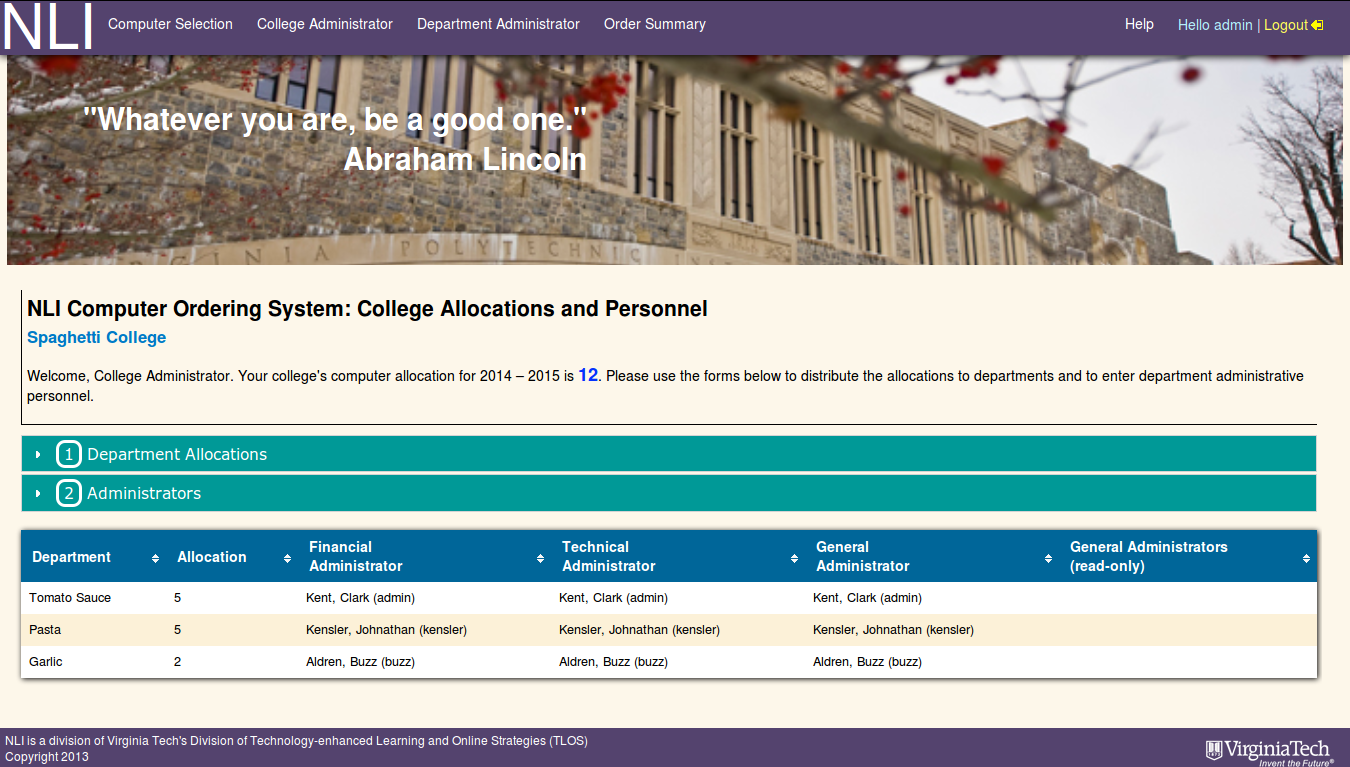 NLI Computer Selection College Administrator Department Administrator Order Summary Help Hello admin | Logout
"Whatever you are, be a good one."
Abraham Lincoln
POLYTECHNIC
NLI Computer Ordering System: College Allocations and Personnel
Spaghetti College
Welcome, College Administrator. Your college's computer allocation for 2014 – 2015 is 12. Please use the forms below to distribute the allocations to departments and to enter department administrative
personnel.
1 Department Allocations
2 Administrators
Department Allocation Financial Administrator Technical Administrator General Administrator General Administrators (read-only)
Tomato Sauce 5 Kent, Clark (admin) Kent, Clark (admin) Kent, Clark (admin)
Pasta 5 Kensler, Johnathan (kensler) Kensler, Johnathan (kensler) Kensler, Johnathan (kensler)
Garlic 2 Aldren, Buzz (buzz) Aldren, Buzz (buzz) Aldren, Buzz (buzz)
NLI is a division of Virginia Tech's Division of Technology-enhanced Learning and Online Strategies (TLOS)
Copyright 2013
VirginiaTech
Invent the Future®